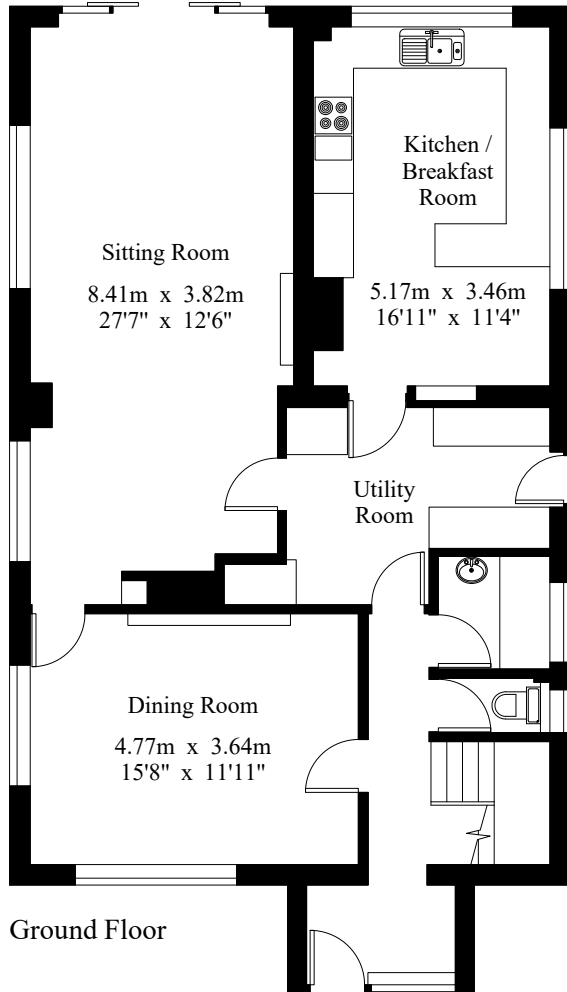 Kitchen /
Breakfast
Room
5.17m x 3.46m
16'11" x 11'4"
Sitting Room
8.41m x 3.82m
27'7" x 12'6"
Utility
Room
Dining Room
4.77m x 3.64m
15'8" x 11'11"
Ground Floor